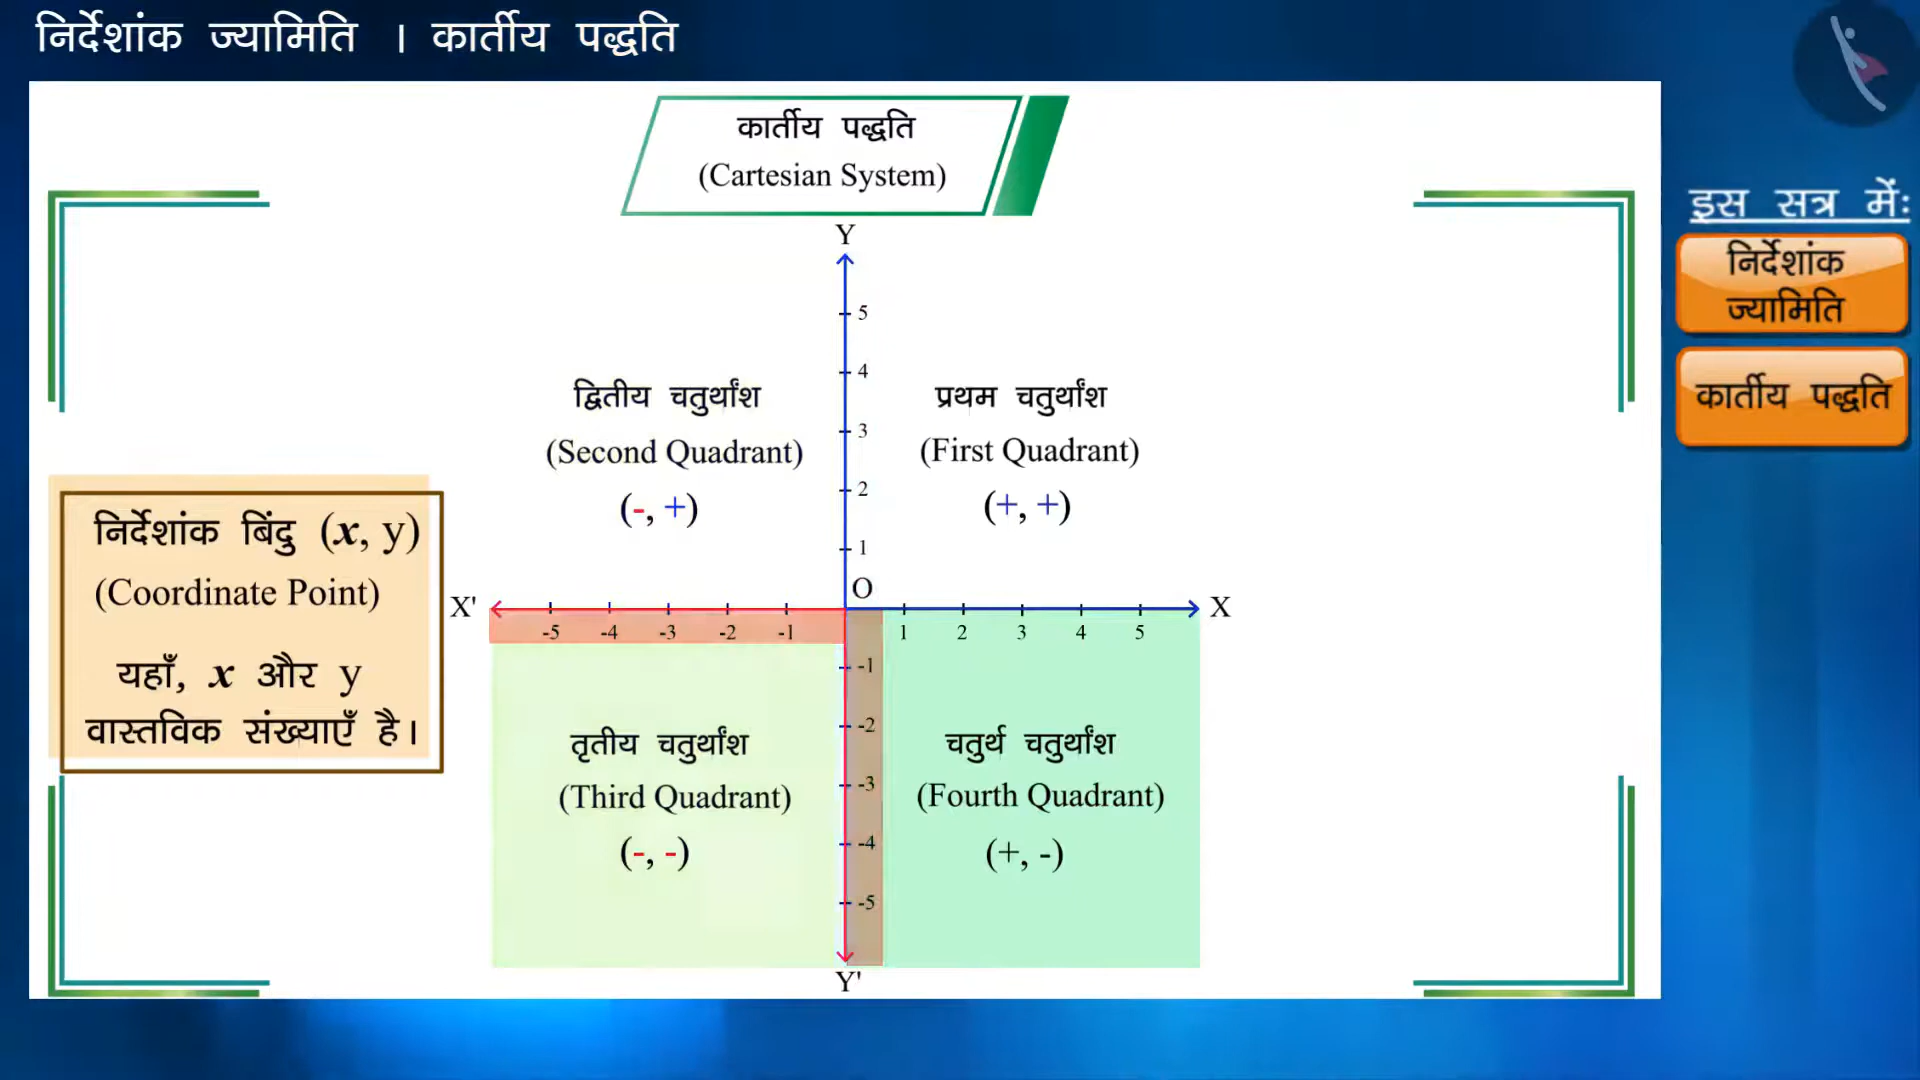 निर्देशांक ज्यामिति । कार्तीय पद्धति
कार्तीय पद्धति
(Cartesian System)
इस सत्र में:
निर्देशांक
ज्यामिति
कार्तीय पद्धति
Y
5
4
3
2
1
द्वितीय चतुर्थांश
(Second Quadrant)
(-, +)
प्रथम चतुर्थांश
(First Quadrant)
(+, +)
निर्देशांक बिंदु (x, y)
(Coordinate Point)
यहाँ, x और y
वास्तविक संख्याएँ है।
O
X'
X
-5 -4 -3 -2 -1 1 2 3 4 5
-1
-2
-3
-4
-5
तृतीय चतुर्थांश
(Third Quadrant)
(-, -)
चतुर्थ चतुर्थांश
(Fourth Quadrant)
(+, -)
Y'